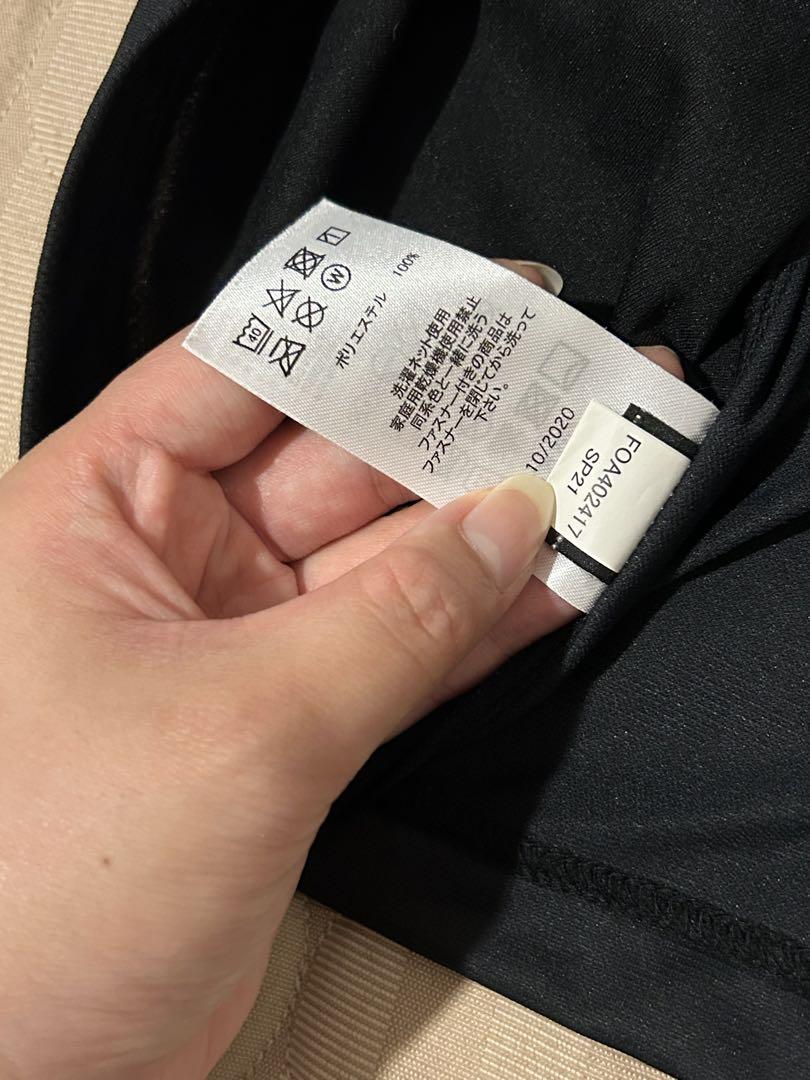 40
W
ポリエステル 100%
洗濯ネット使用
家庭用乾燥機使用禁止
同系色と一緒に洗う
ファスナー付きの商品は
ファスナーを閉じてから洗って
下さい。
10/2020
FOA402417
SP21